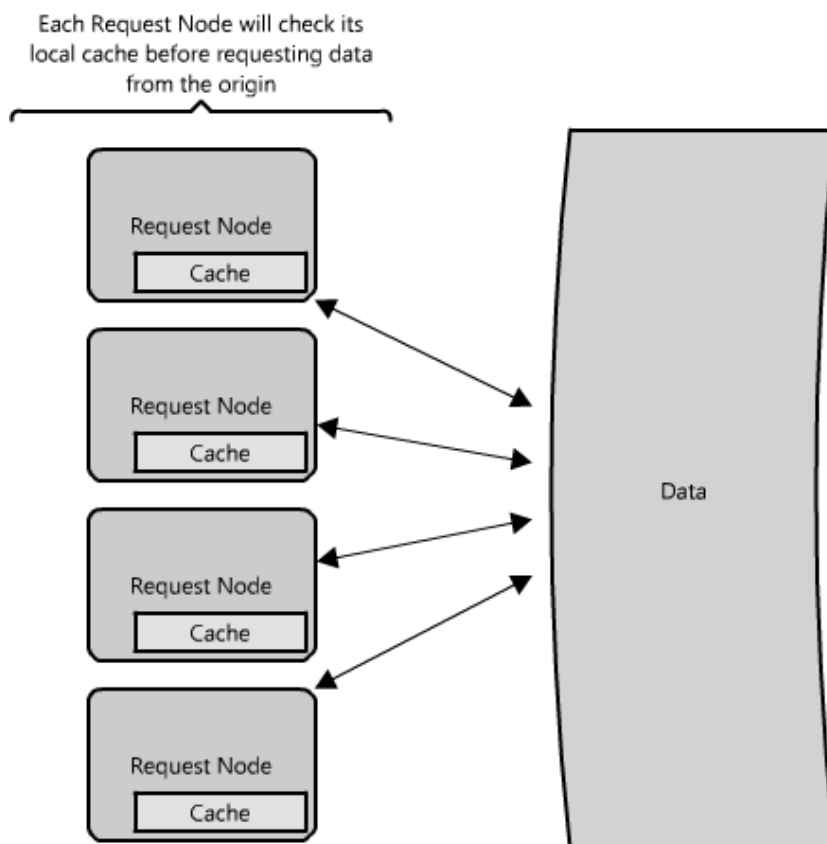 Each Request Node will check its
local cache before requesting data
from the origin
Request Node
Cache
Request Node
Cache
Data
Request Node
Cache
Request Node
Cache